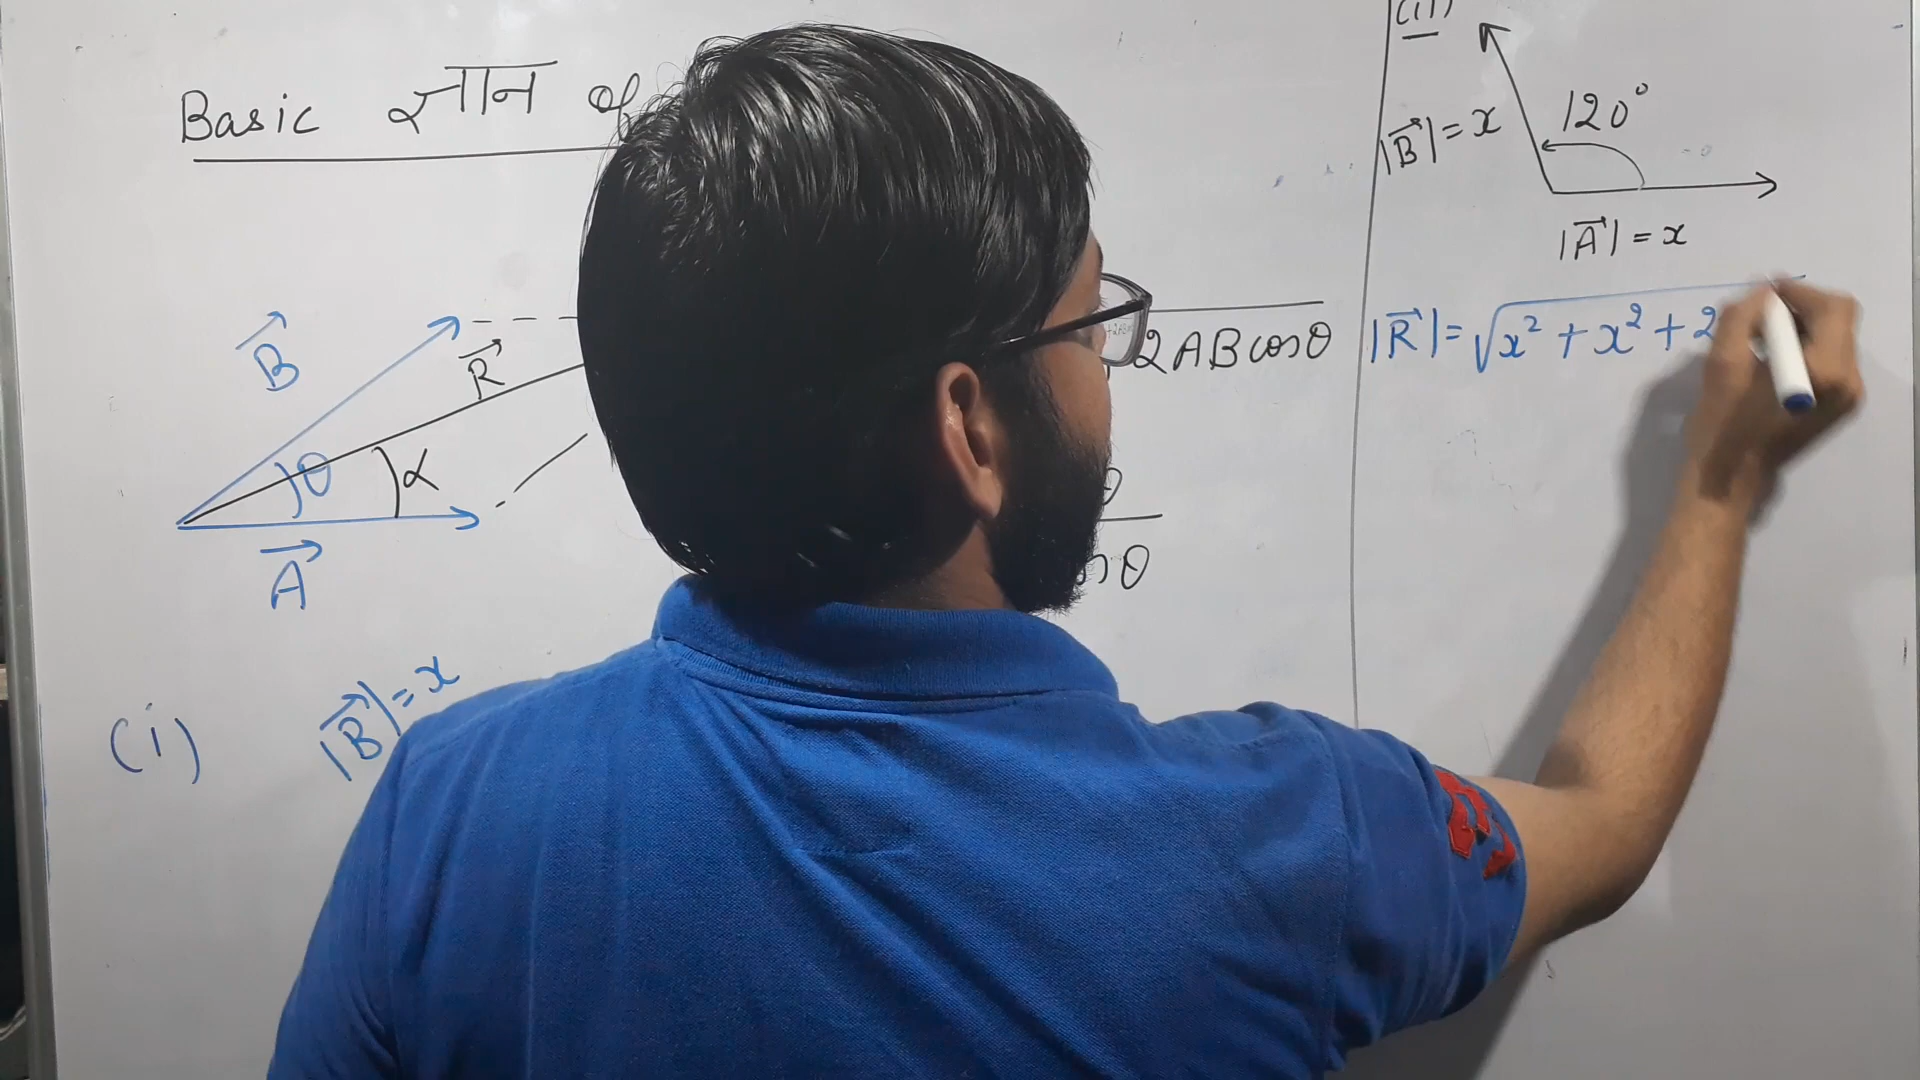 Basic ज्ञान of
B⃗
R⃗
θ
α
A⃗
2ABcosθ
θ
θ
(i)
|B⃗|=x
(ii)
120°
|B⃗|=x
|A⃗|=x
|R⃗|=√x²+x²+2